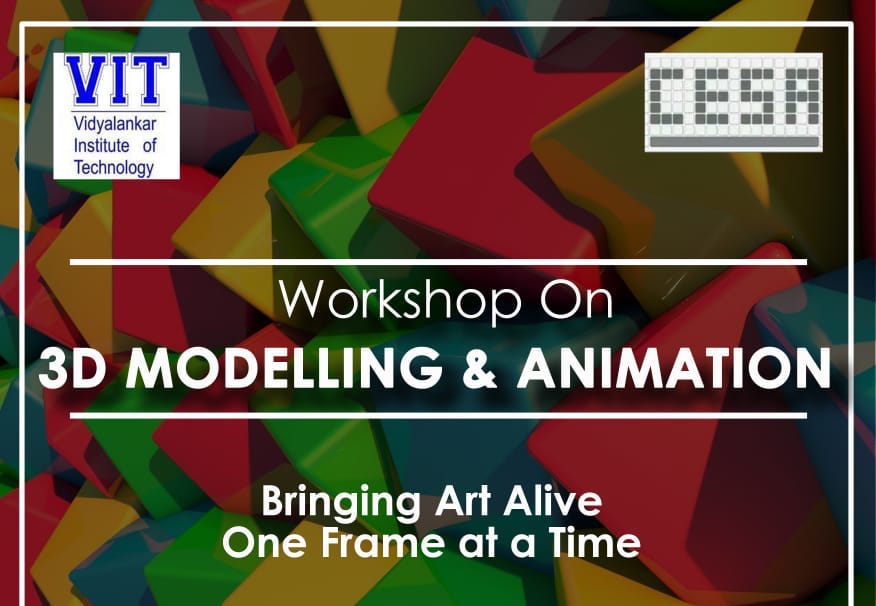 VIT
Vidyalankar
Institute of
Technology
CESA
Workshop On
3D MODELLING & ANIMATION
Bringing Art Alive
One Frame at a Time